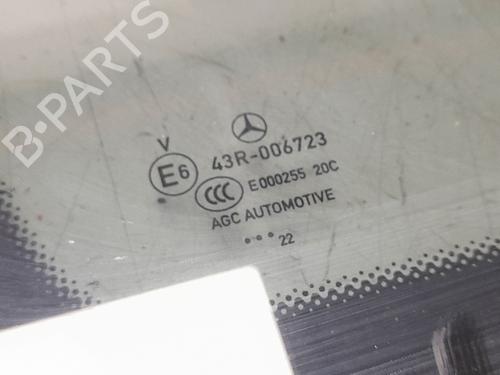 B-PARTS
V
E6
43R-006723
CCC
E000255 20C
AGC AUTOMOTIVE
... 22